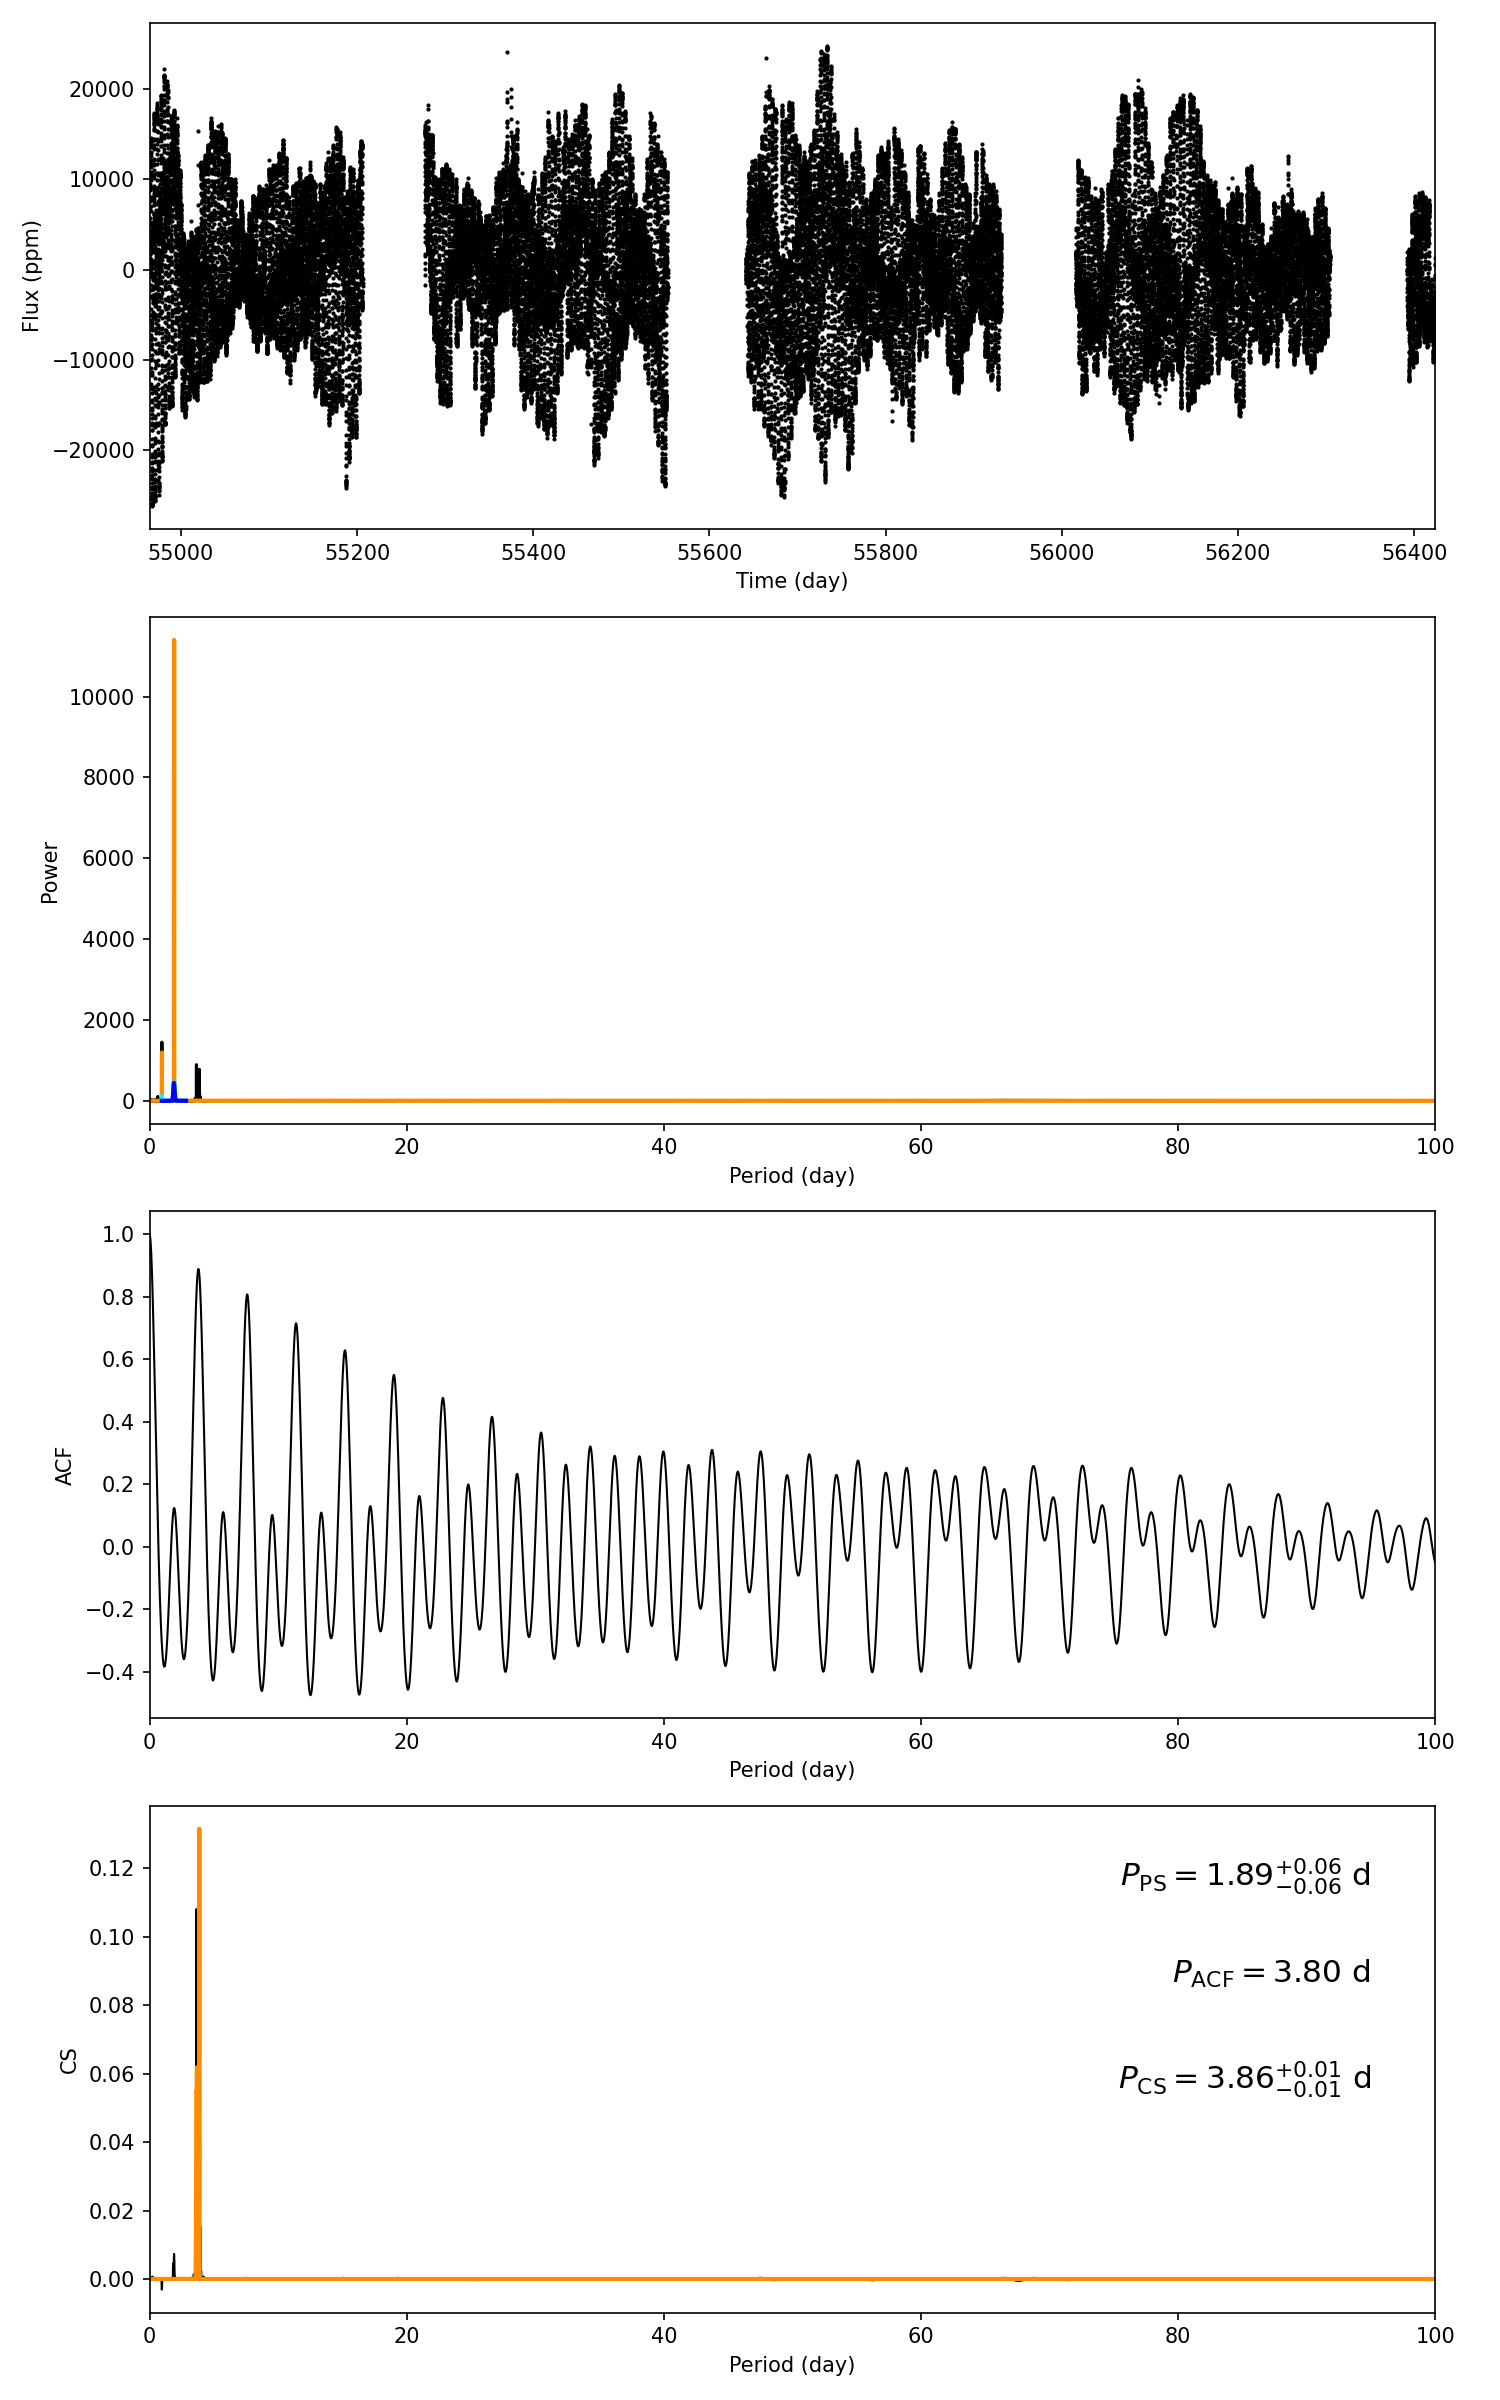 20000
10000
0
−10000
−20000
Flux (ppm)
55000 55200 55400 55600 55800 56000 56200 56400
Time (day)
10000
8000
6000
4000
2000
0
Power
0 20 40 60 80 100
Period (day)
1.0
0.8
0.6
0.4
0.2
0.0
−0.2
−0.4
ACF
0 20 40 60 80 100
Period (day)
0.12
0.10
0.08
0.06
0.04
0.02
0.00
CS
P_PS = 1.89^{+0.06}_{−0.06} d
P_ACF = 3.80 d
P_CS = 3.86^{+0.01}_{−0.01} d
0 20 40 60 80 100
Period (day)